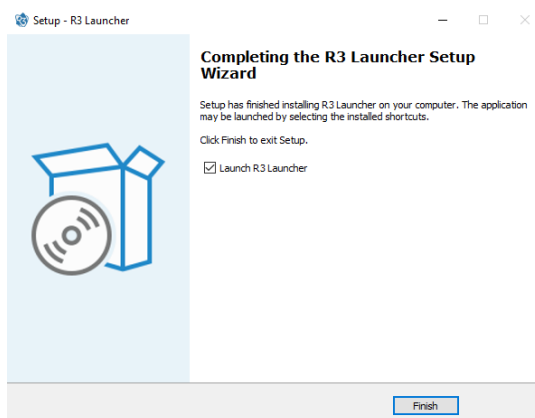 Setup - R3 Launcher
Completing the R3 Launcher Setup
Wizard
Setup has finished installing R3 Launcher on your computer. The application
may be launched by selecting the installed shortcuts.
Click Finish to exit Setup.
Launch R3 Launcher
Finish